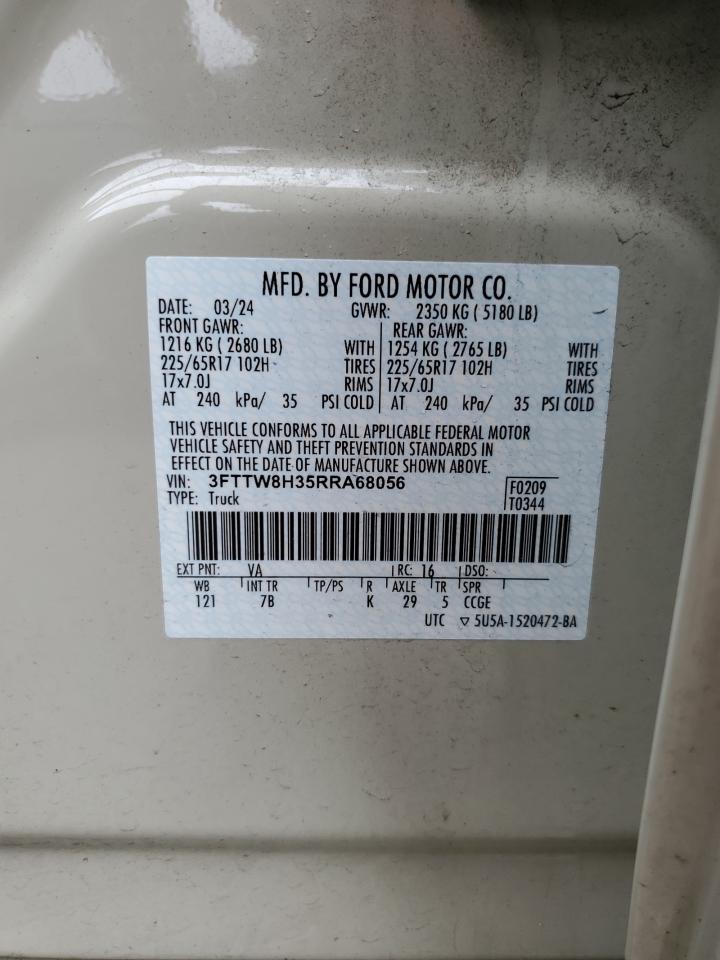 MFD. BY FORD MOTOR CO.
DATE: 03/24 GVWR: 2350 KG ( 5180 LB)
FRONT GAWR: REAR GAWR:
1216 KG ( 2680 LB) WITH 1254 KG ( 2765 LB) WITH
225/65R17 102H TIRES 225/65R17 102H TIRES
17x7.0J RIMS 17x7.0J RIMS
AT 240 kPa/ 35 PSI COLD AT 240 kPa/ 35 PSI COLD
THIS VEHICLE CONFORMS TO ALL APPLICABLE FEDERAL MOTOR
VEHICLE SAFETY AND THEFT PREVENTION STANDARDS IN
EFFECT ON THE DATE OF MANUFACTURE SHOWN ABOVE.
VIN: 3FTTW8H35RRA68056 F0209
TYPE: Truck T0344
EXT PNT: VA RC: 16 DSO:
WB INT TR TP/PS R AXLE TR SPR
121 7B K 29 5 CCGE
UTC ▽ 5U5A-1520472-BA